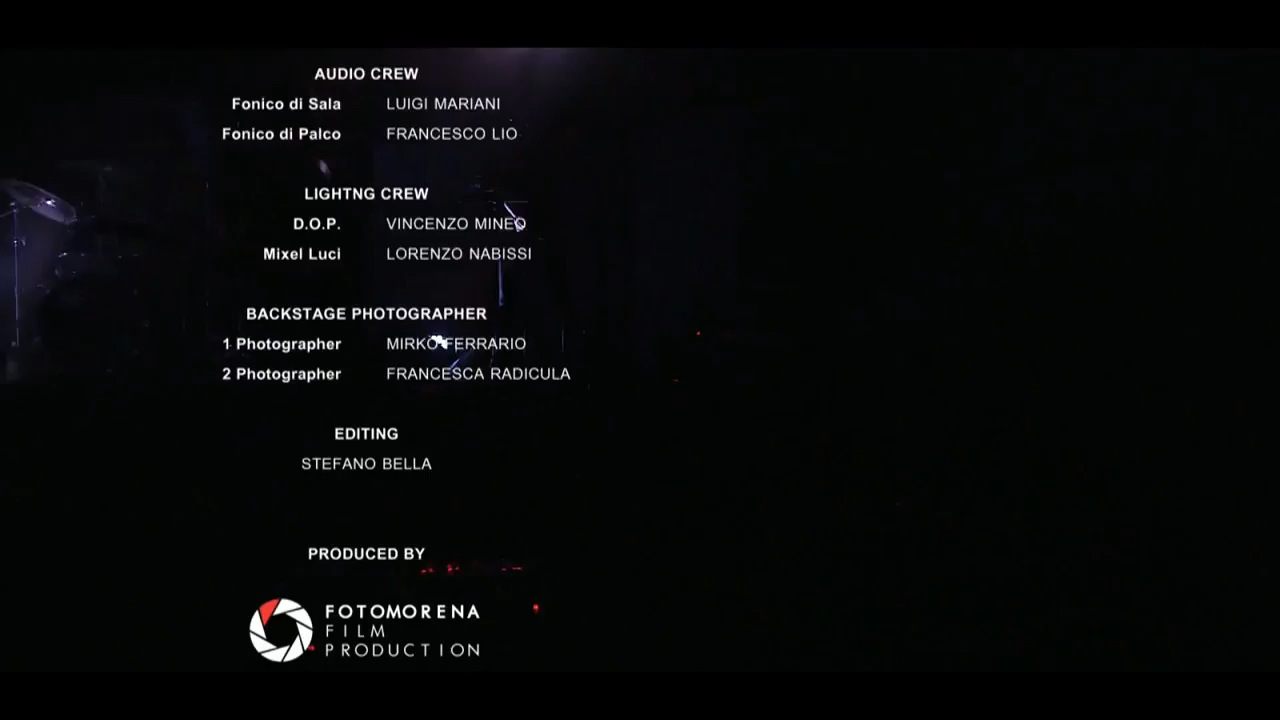 AUDIO CREW
Fonico di Sala LUIGI MARIANI
Fonico di Palco FRANCESCO LIO
LIGHTNG CREW
D.O.P. VINCENZO MINEO
Mixel Luci LORENZO NABISSI
BACKSTAGE PHOTOGRAPHER
1 Photographer MIRKO FERRARIO
2 Photographer FRANCESCA RADICULA
EDITING
STEFANO BELLA
PRODUCED BY
FOTOMORENA
FILM
PRODUCTION